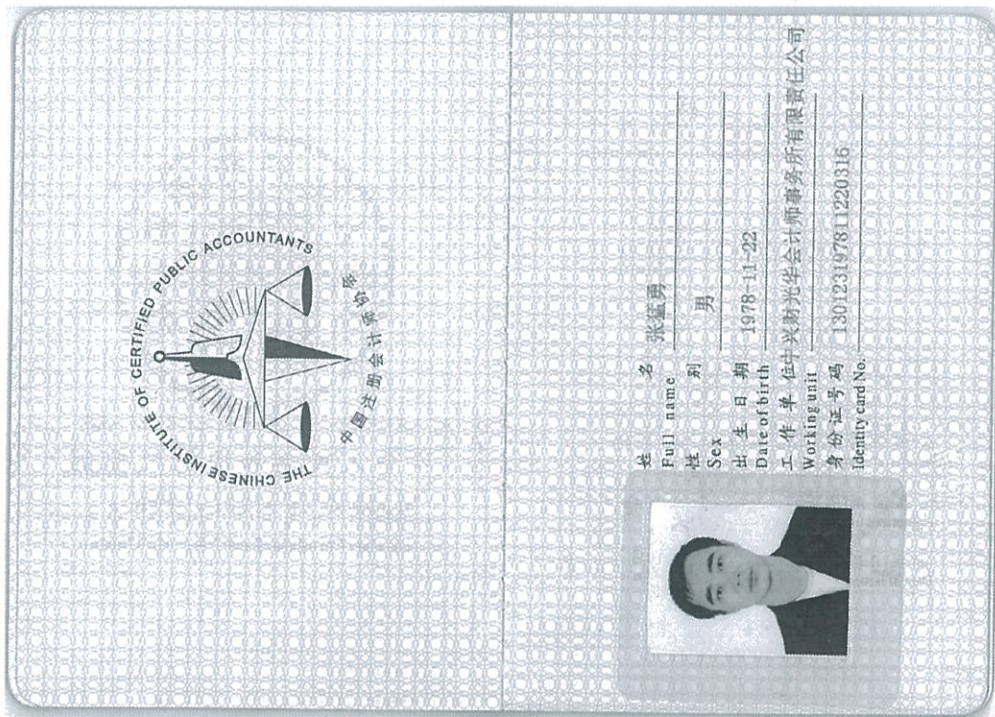 THE CHINESE INSTITUTE OF CERTIFIED PUBLIC ACCOUNTANTS
中国注册会计师协会
姓 名 张猛勇
Full name
性 别 男
Sex
出 生 日 期 1978-11-22
Date of birth
工 作 单 位 中兴财光华会计师事务所有限责任公司
Working unit
身 份 证 号 码 130123197811220316
Identity card No.